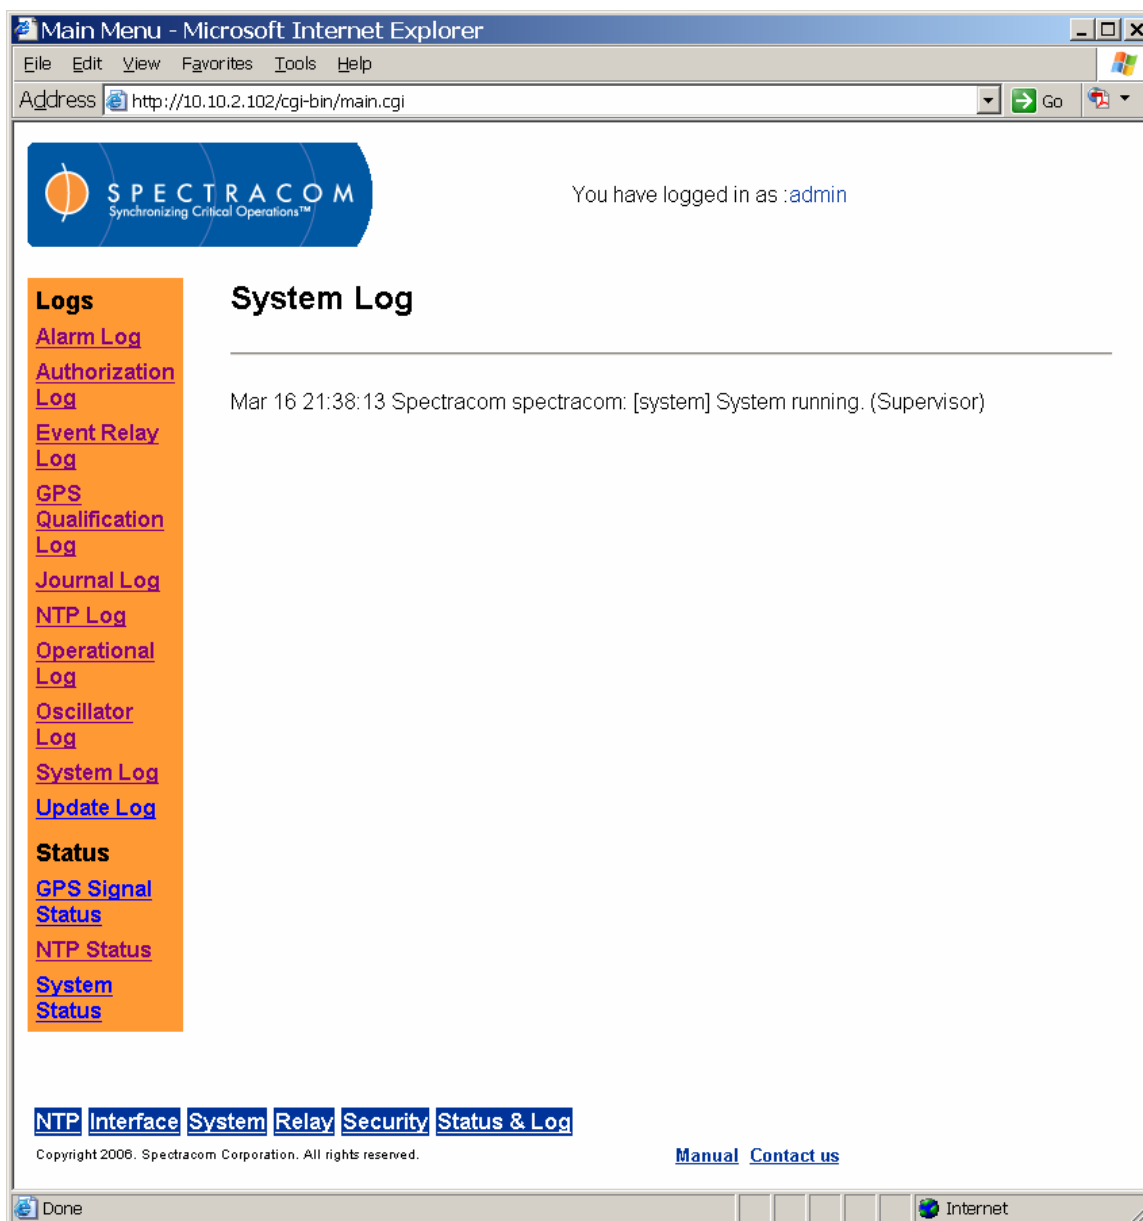 Main Menu - Microsoft Internet Explorer
File Edit View Favorites Tools Help
Address http://10.10.2.102/cgi-bin/main.cgi Go
SPECTRACOM
Synchronizing Critical Operations™
You have logged in as :admin
Logs
Alarm Log
Authorization
Log
Event Relay
Log
GPS
Qualification
Log
Journal Log
NTP Log
Operational
Log
Oscillator
Log
System Log
Update Log
Status
GPS Signal
Status
NTP Status
System
Status
System Log
Mar 16 21:38:13 Spectracom spectracom: [system] System running. (Supervisor)
NTP Interface System Relay Security Status & Log
Copyright 2006. Spectracom Corporation. All rights reserved.
Manual Contact us
Done Internet